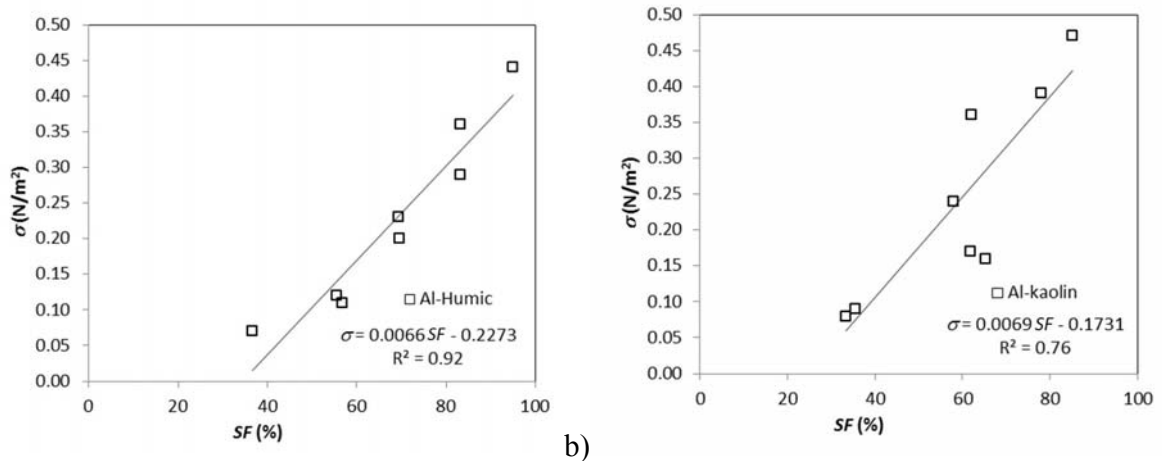 0.50
0.45
0.40
0.35
0.30
0.25
0.20
0.15
0.10
0.05
0.00
σ (N/m²)
Al-Humic
σ = 0.0066 SF - 0.2273
R² = 0.92
0 20 40 60 80 100
SF (%)
b)
0.50
0.45
0.40
0.35
0.30
0.25
0.20
0.15
0.10
0.05
0.00
σ (N/m²)
Al-kaolin
σ = 0.0069 SF - 0.1731
R² = 0.76
0 20 40 60 80 100
SF (%)